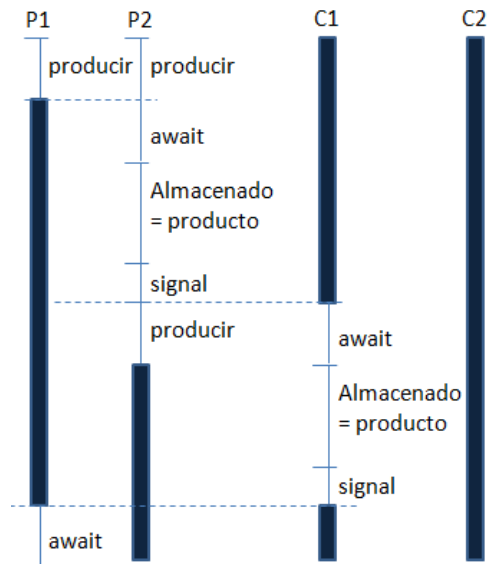 P1 P2 C1 C2
producir producir
await
Almacenado
= producto
signal
producir
await
Almacenado
= producto
signal
await